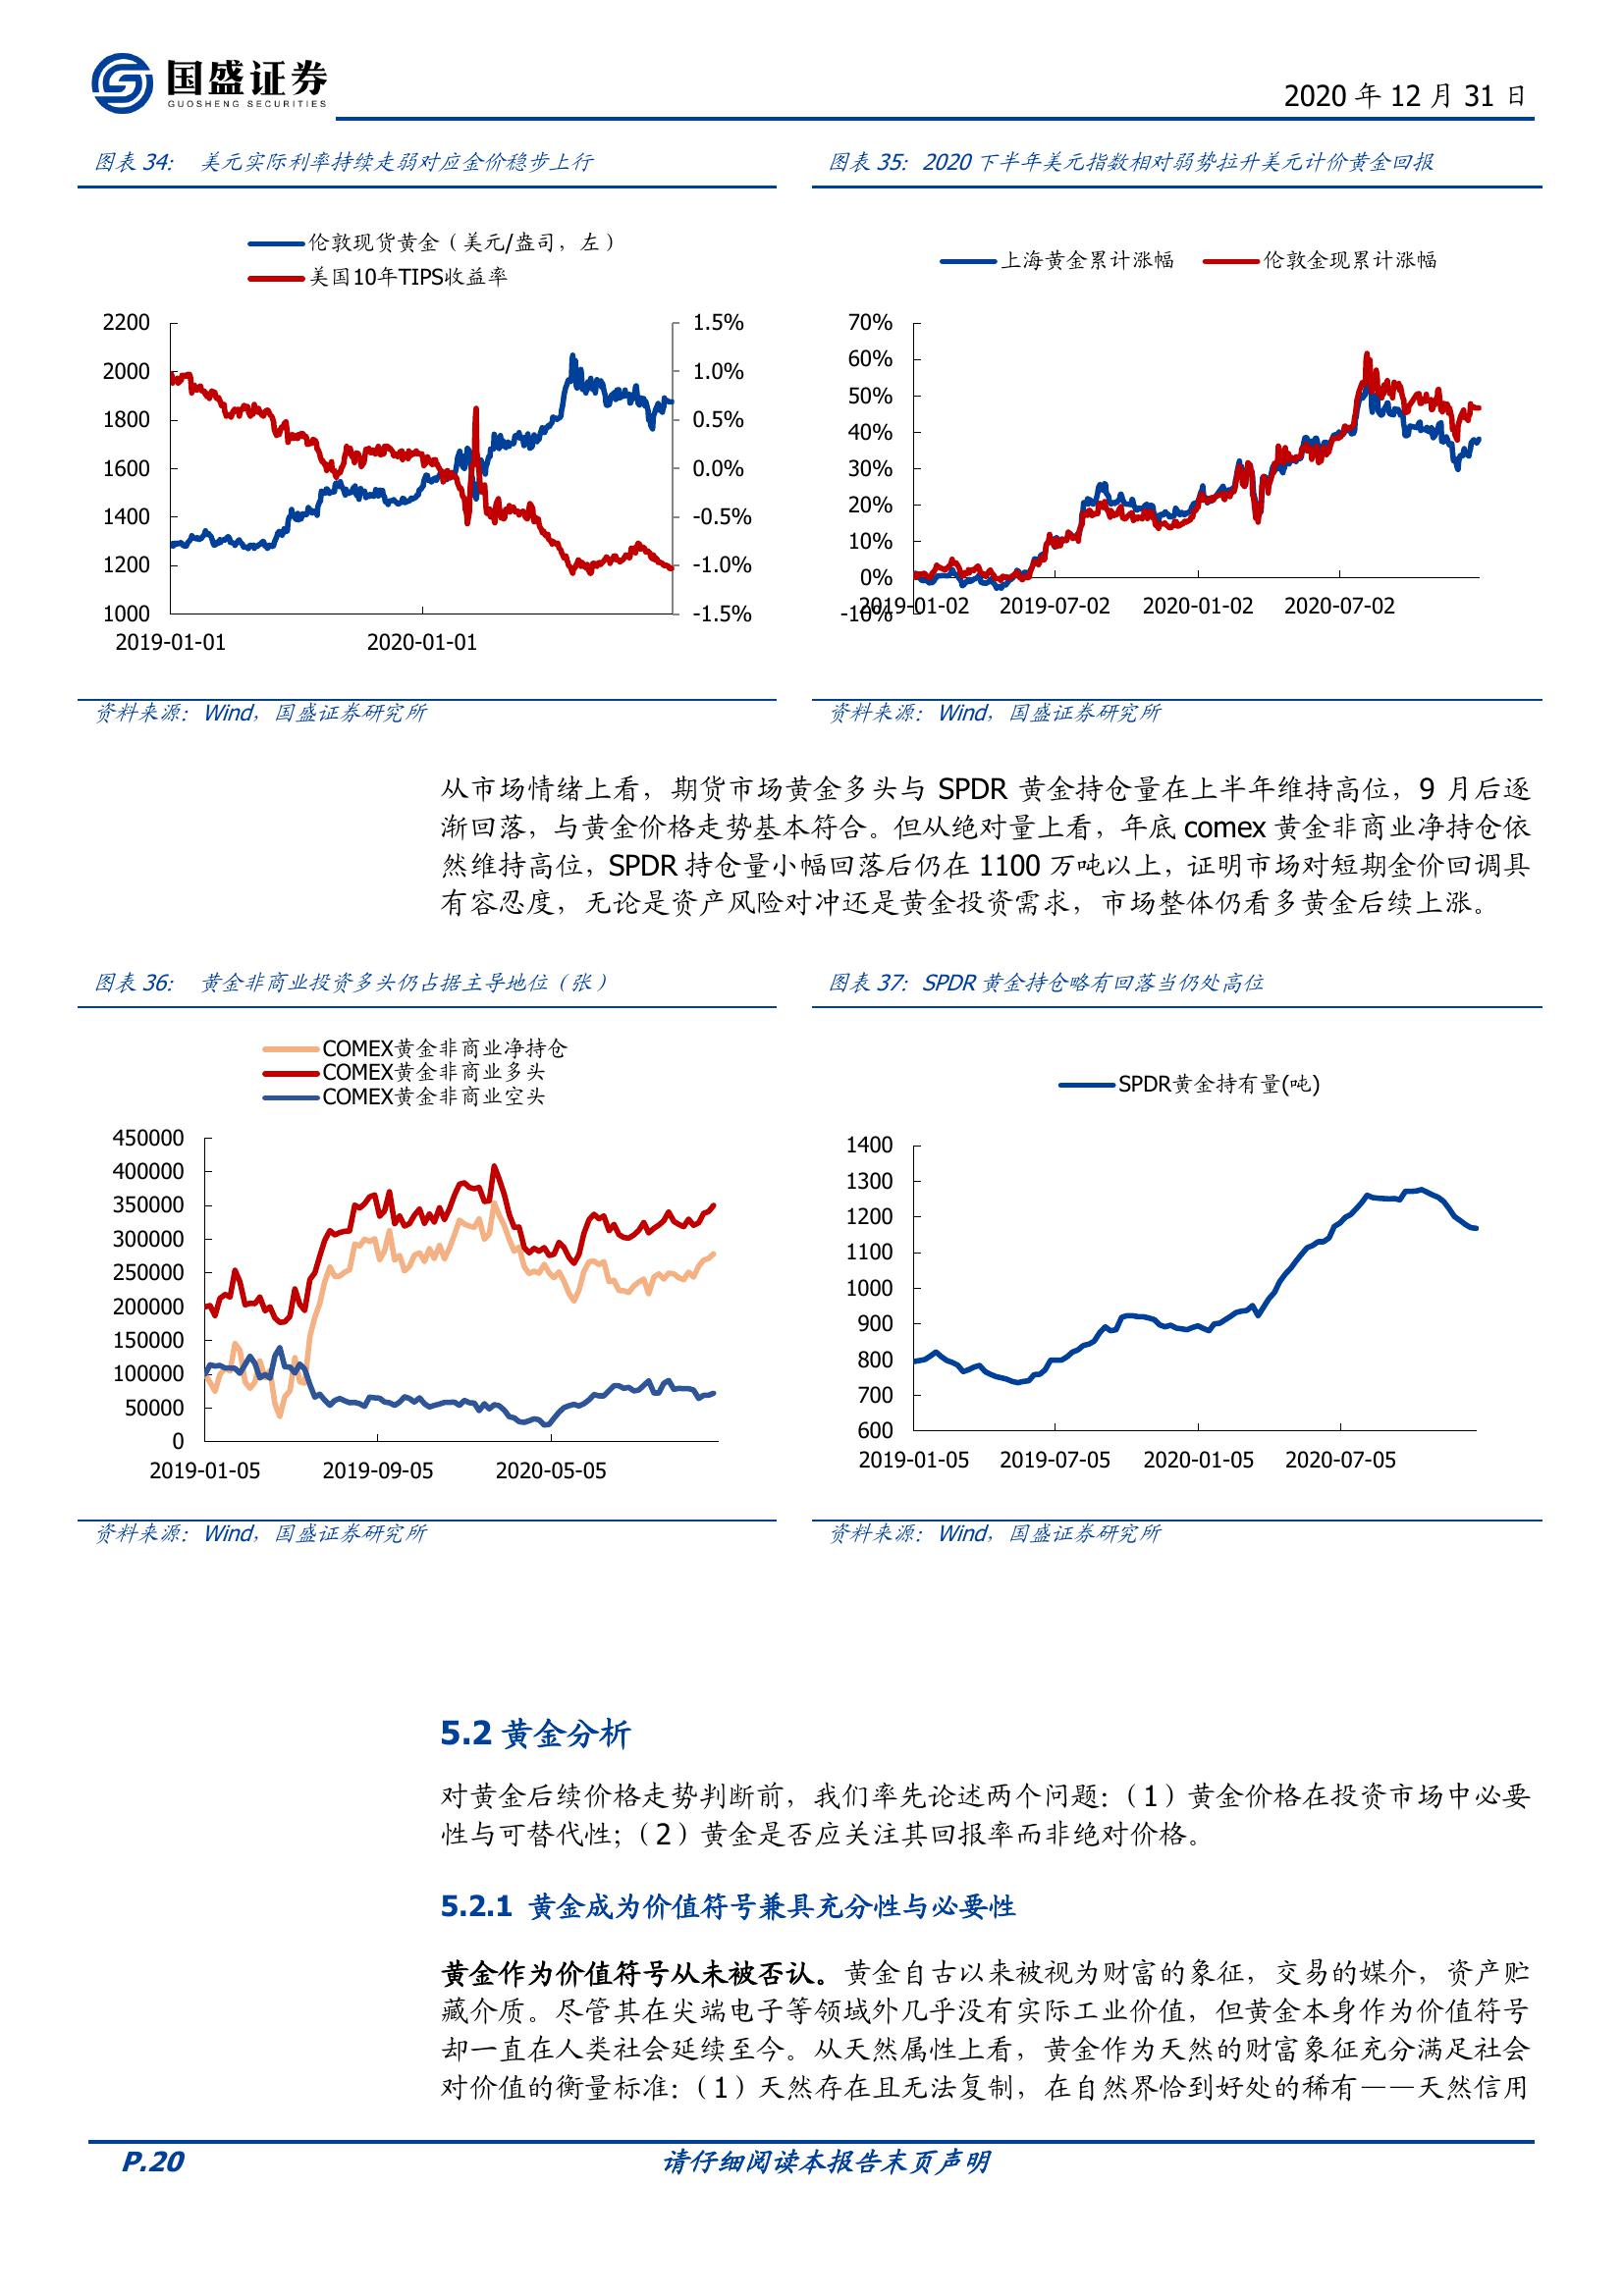 国盛证券
GUOSHENG SECURITIES
2020 年 12 月 31 日
图表 34： 美元实际利率持续走弱对应金价稳步上行
伦敦现货黄金（美元/盎司，左）
美国10年TIPS收益率
2200
2000
1800
1600
1400
1200
1000
1.5%
1.0%
0.5%
0.0%
-0.5%
-1.0%
-1.5%
2019-01-01 2020-01-01
资料来源：Wind，国盛证券研究所
图表 35：2020 下半年美元指数相对弱势拉升美元计价黄金回报
上海黄金累计涨幅 伦敦金现累计涨幅
70%
60%
50%
40%
30%
20%
10%
0%
-10%
2019-01-02 2019-07-02 2020-01-02 2020-07-02
资料来源：Wind，国盛证券研究所
从市场情绪上看，期货市场黄金多头与 SPDR 黄金持仓量在上半年维持高位，9 月后逐
渐回落，与黄金价格走势基本符合。但从绝对量上看，年底 comex 黄金非商业净持仓依
然维持高位，SPDR 持仓量小幅回落后仍在 1100 万吨以上，证明市场对短期金价回调具
有容忍度，无论是资产风险对冲还是黄金投资需求，市场整体仍看多黄金后续上涨。
图表 36： 黄金非商业投资多头仍占据主导地位（张）
COMEX黄金非商业净持仓
COMEX黄金非商业多头
COMEX黄金非商业空头
450000
400000
350000
300000
250000
200000
150000
100000
50000
0
2019-01-05 2019-09-05 2020-05-05
资料来源：Wind，国盛证券研究所
图表 37：SPDR 黄金持仓略有回落当仍处高位
SPDR黄金持有量(吨)
1400
1300
1200
1100
1000
900
800
700
600
2019-01-05 2019-07-05 2020-01-05 2020-07-05
资料来源：Wind，国盛证券研究所
5.2 黄金分析
对黄金后续价格走势判断前，我们率先论述两个问题：（1）黄金价格在投资市场中必要
性与可替代性；（2）黄金是否应关注其回报率而非绝对价格。
5.2.1 黄金成为价值符号兼具充分性与必要性
黄金作为价值符号从未被否认。黄金自古以来被视为财富的象征，交易的媒介，资产贮
藏介质。尽管其在尖端电子等领域外几乎没有实际工业价值，但黄金本身作为价值符号
却一直在人类社会延续至今。从天然属性上看，黄金作为天然的财富象征充分满足社会
对价值的衡量标准：（1）天然存在且无法复制，在自然界恰到好处的稀有——天然信用
P.20 请仔细阅读本报告末页声明